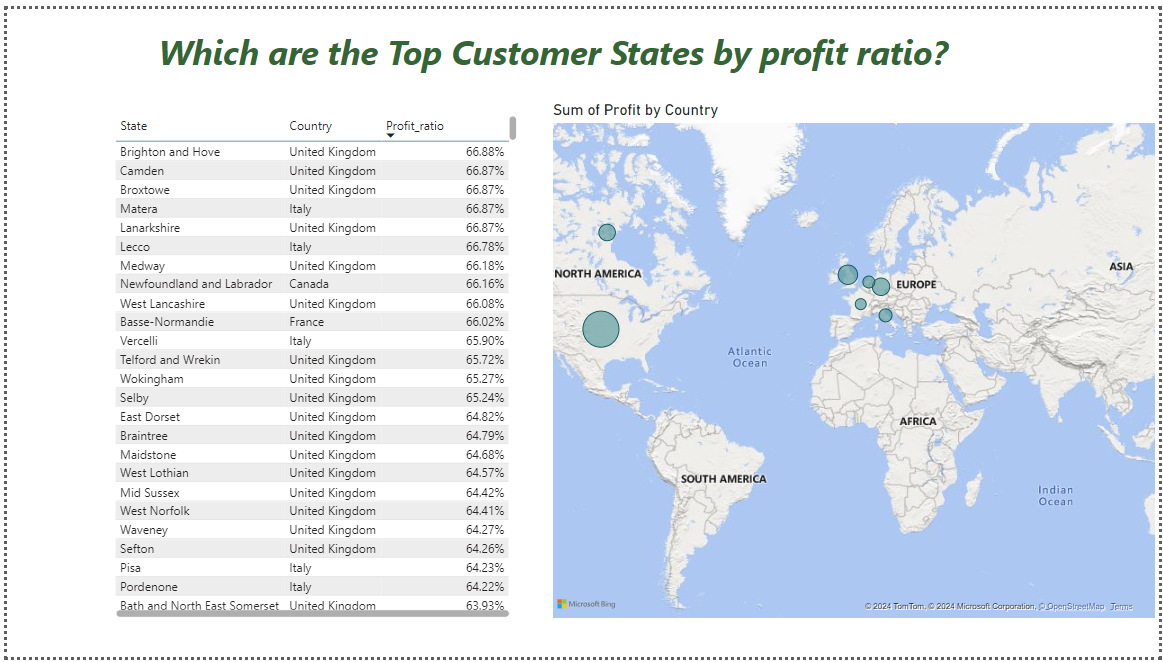 Which are the Top Customer States by profit ratio?
State Country Profit_ratio
Brighton and Hove United Kingdom 66.88%
Camden United Kingdom 66.87%
Broxtowe United Kingdom 66.87%
Matera Italy 66.87%
Lanarkshire United Kingdom 66.87%
Lecco Italy 66.78%
Medway United Kingdom 66.18%
Newfoundland and Labrador Canada 66.16%
West Lancashire United Kingdom 66.08%
Basse-Normandie France 66.02%
Vercelli Italy 65.90%
Telford and Wrekin United Kingdom 65.72%
Wokingham United Kingdom 65.27%
Selby United Kingdom 65.24%
East Dorset United Kingdom 64.82%
Braintree United Kingdom 64.79%
Maidstone United Kingdom 64.68%
West Lothian United Kingdom 64.57%
Mid Sussex United Kingdom 64.42%
West Norfolk United Kingdom 64.41%
Waveney United Kingdom 64.27%
Sefton United Kingdom 64.26%
Pisa Italy 64.23%
Pordenone Italy 64.22%
Bath and North East Somerset United Kingdom 63.93%
Sum of Profit by Country
NORTH AMERICA
EUROPE
ASIA
Atlantic
Ocean
AFRICA
SOUTH AMERICA
Indian
Ocean
Microsoft Bing
© 2024 TomTom, © 2024 Microsoft Corporation, © OpenStreetMap Terms